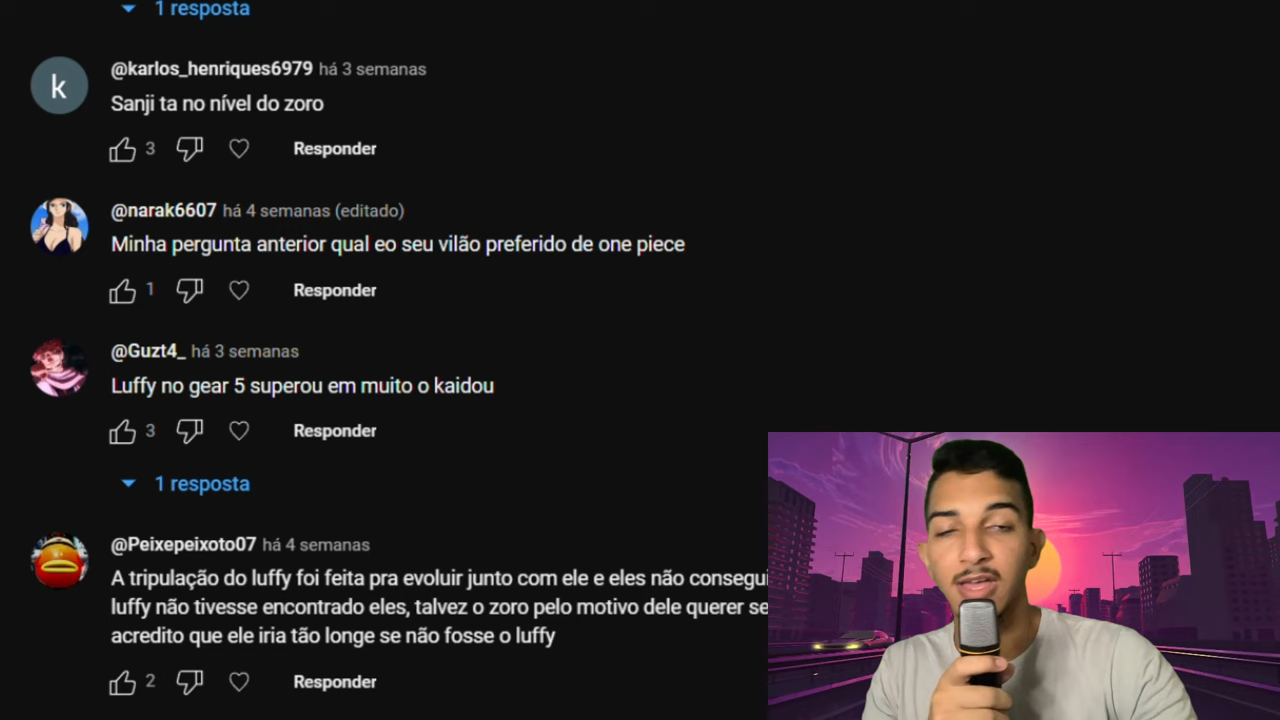 1 resposta
k
@karlos_henriques6979 há 3 semanas
Sanji ta no nível do zoro
3
Responder
@narak6607 há 4 semanas (editado)
Minha pergunta anterior qual eo seu vilão preferido de one piece
1
Responder
@Guzt4_ há 3 semanas
Luffy no gear 5 superou em muito o kaidou
3
Responder
1 resposta
@Peixepeixoto07 há 4 semanas
A tripulação do luffy foi feita pra evoluir junto com ele e eles não consegui
luffy não tivesse encontrado eles, talvez o zoro pelo motivo dele querer se
acredito que ele iria tão longe se não fosse o luffy
2
Responder